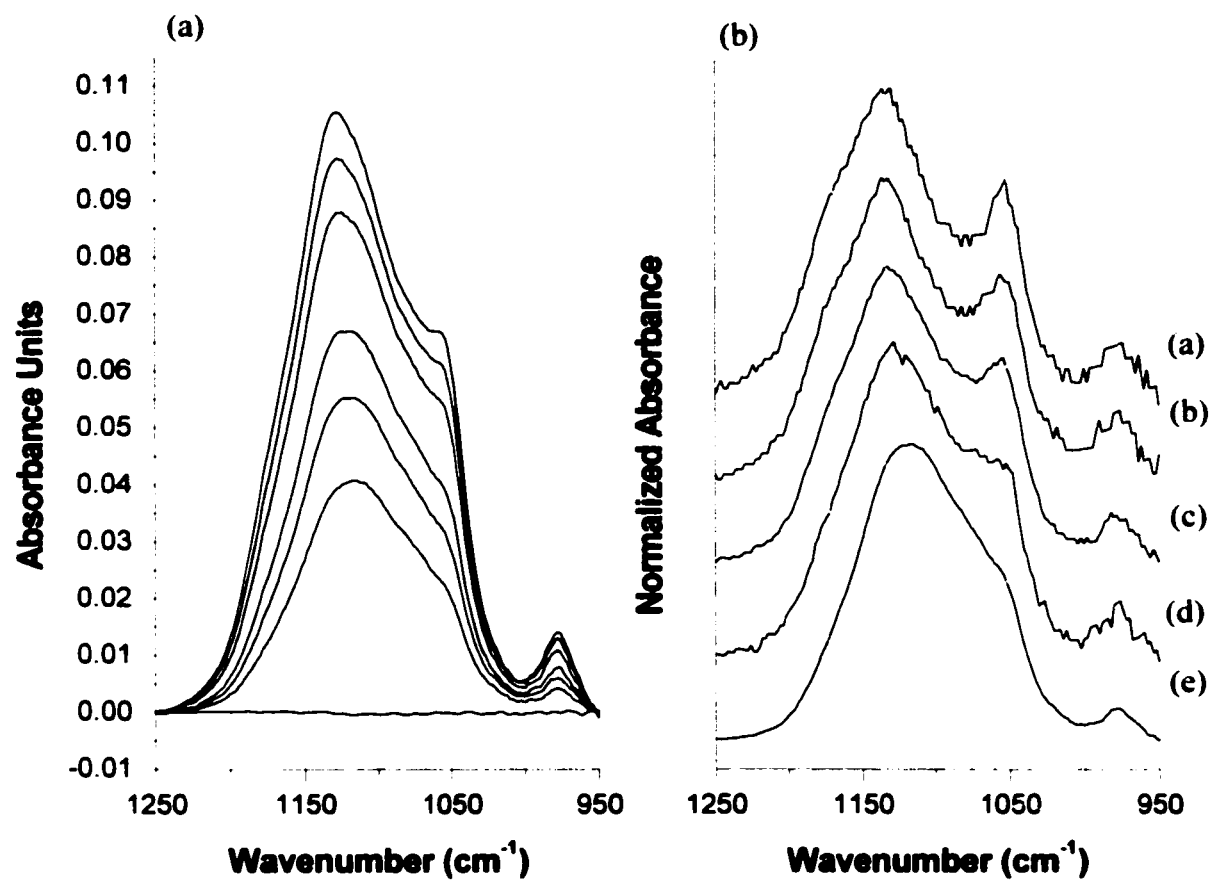 (a)
Absorbance Units
0.11
0.10
0.09
0.08
0.07
0.06
0.05
0.04
0.03
0.02
0.01
0.00
-0.01
1250 1150 1050 950
Wavenumber (cm⁻¹)
(b)
Normalized Absorbance
(a)
(b)
(c)
(d)
(e)
1250 1150 1050 950
Wavenumber (cm⁻¹)